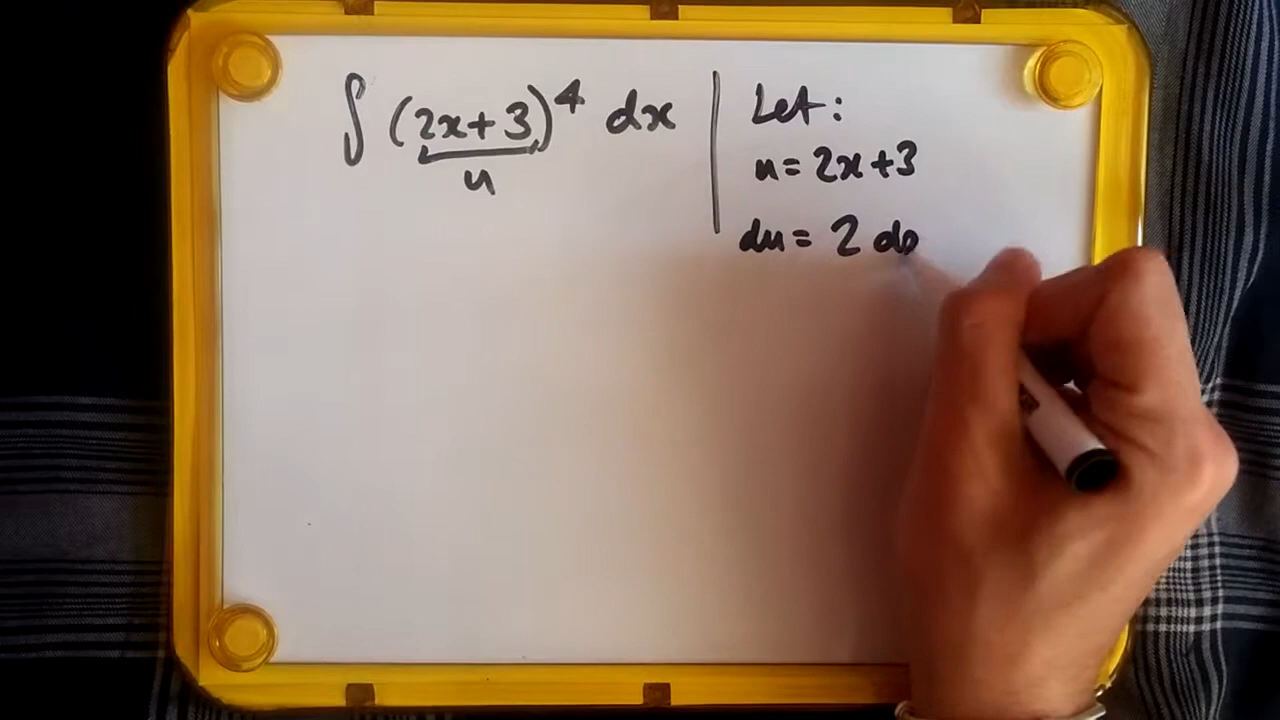 ∫ (2x+3)⁴ dx
u
Let:
u = 2x+3
du = 2 d